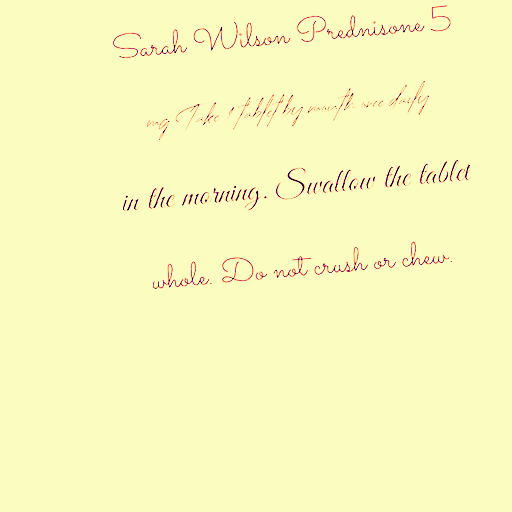 Sarah Wilson Prednisone 5
mg Take 1 tablet by mouth once daily
in the morning. Swallow the tablet
whole. Do not crush or chew.